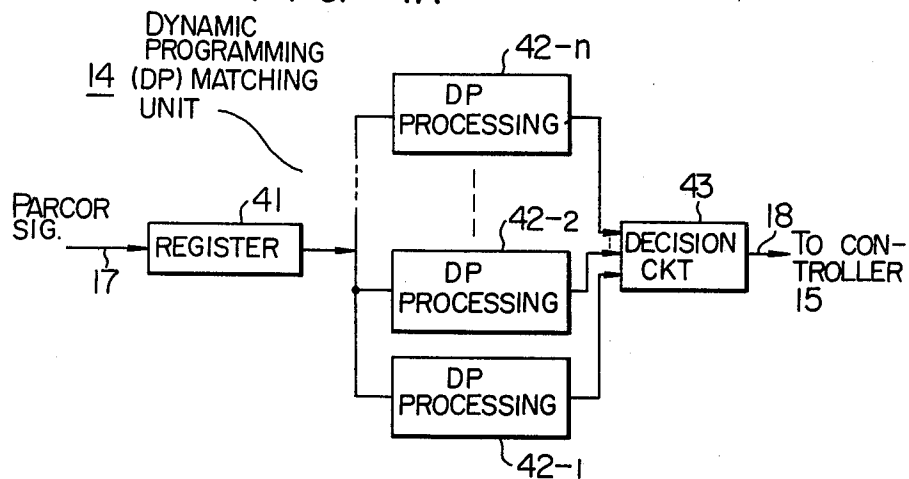 DYNAMIC
PROGRAMMING
14 (DP) MATCHING
UNIT
42-n
DP
PROCESSING
PARCOR
SIG.
17
41
REGISTER
42-2
DP
PROCESSING
43
DECISION
CKT
18
TO CON-
TROLLER
15
DP
PROCESSING
42-1